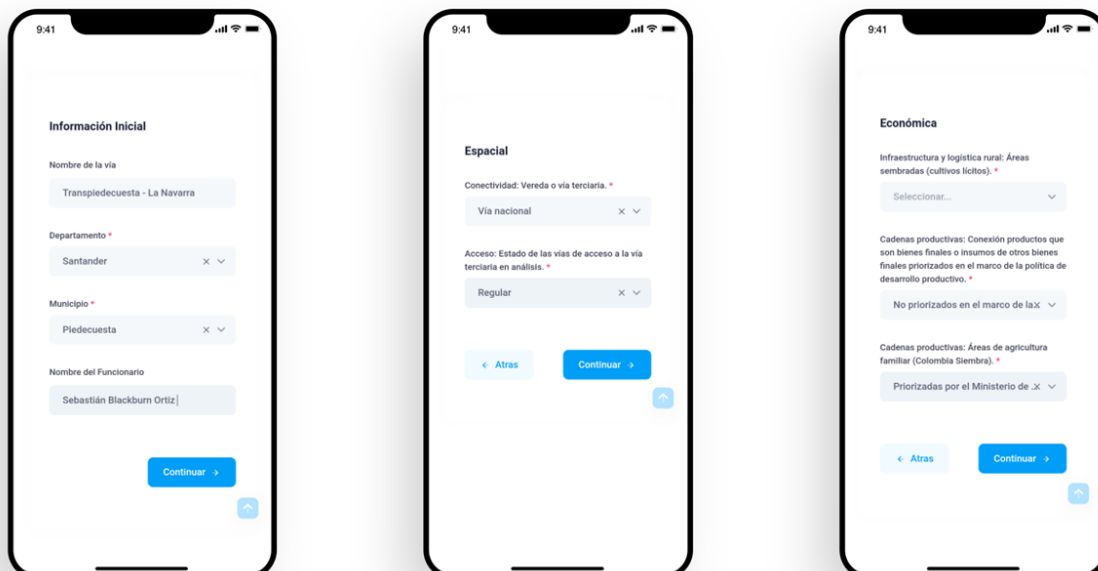 9:41
Información Inicial
Nombre de la vía
Transpiedecuesta - La Navarra
Departamento *
Santander
Municipio *
Piedecuesta
Nombre del Funcionario
Sebastián Blackburn Ortiz
Continuar →
9:41
Espacial
Conectividad: Vereda o vía terciaria. *
Vía nacional
Acceso: Estado de las vías de acceso a la vía
terciaria en análisis. *
Regular
← Atras
Continuar →
9:41
Económica
Infraestructura y logística rural: Áreas
sembradas (cultivos lícitos). *
Seleccionar...
Cadenas productivas: Conexión productos que
son bienes finales o insumos de otros bienes
finales priorizados en el marco de la política de
desarrollo productivo. *
No priorizados en el marco de la
Cadenas productivas: Áreas de agricultura
familiar (Colombia Siembra). *
Priorizadas por el Ministerio de ..
← Atras
Continuar →